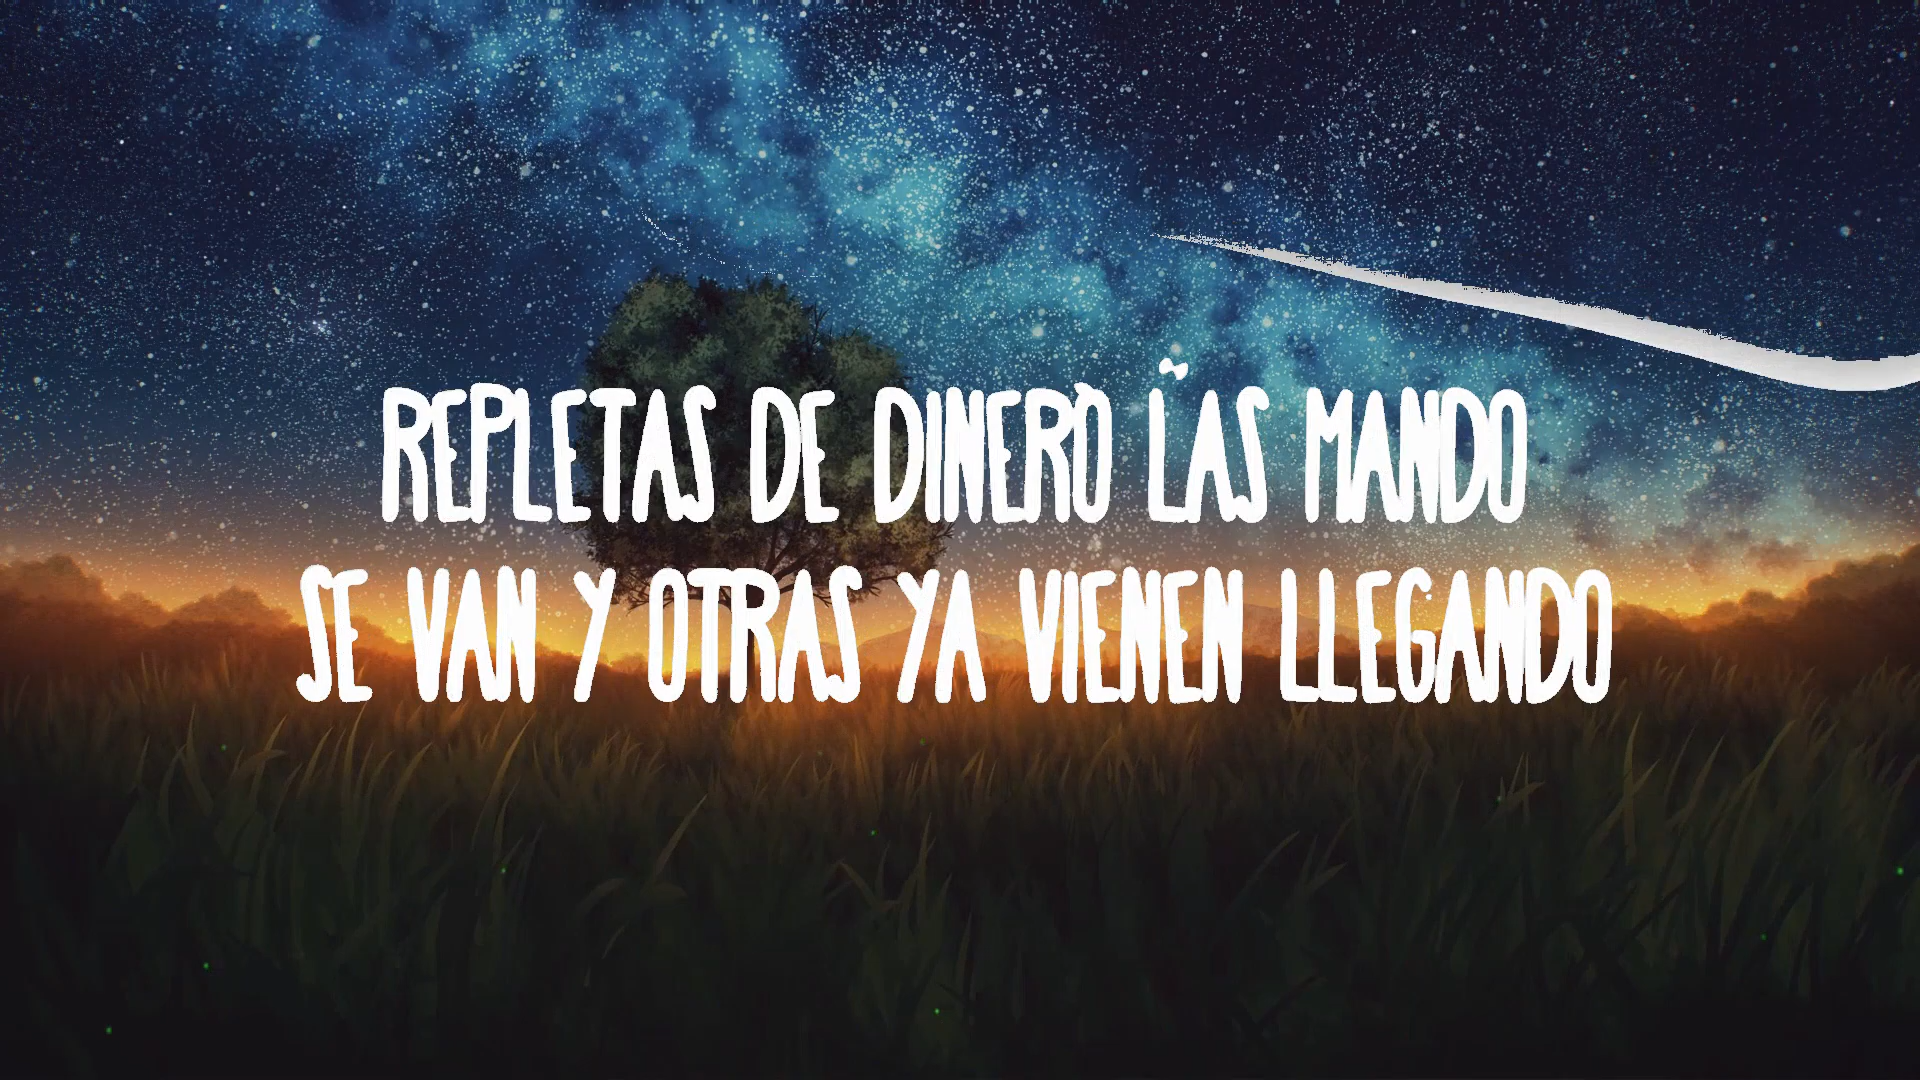 REPLETAS DE DINERO LAS MANDO
SE VAN Y OTRAS YA VIENEN LLEGANDO